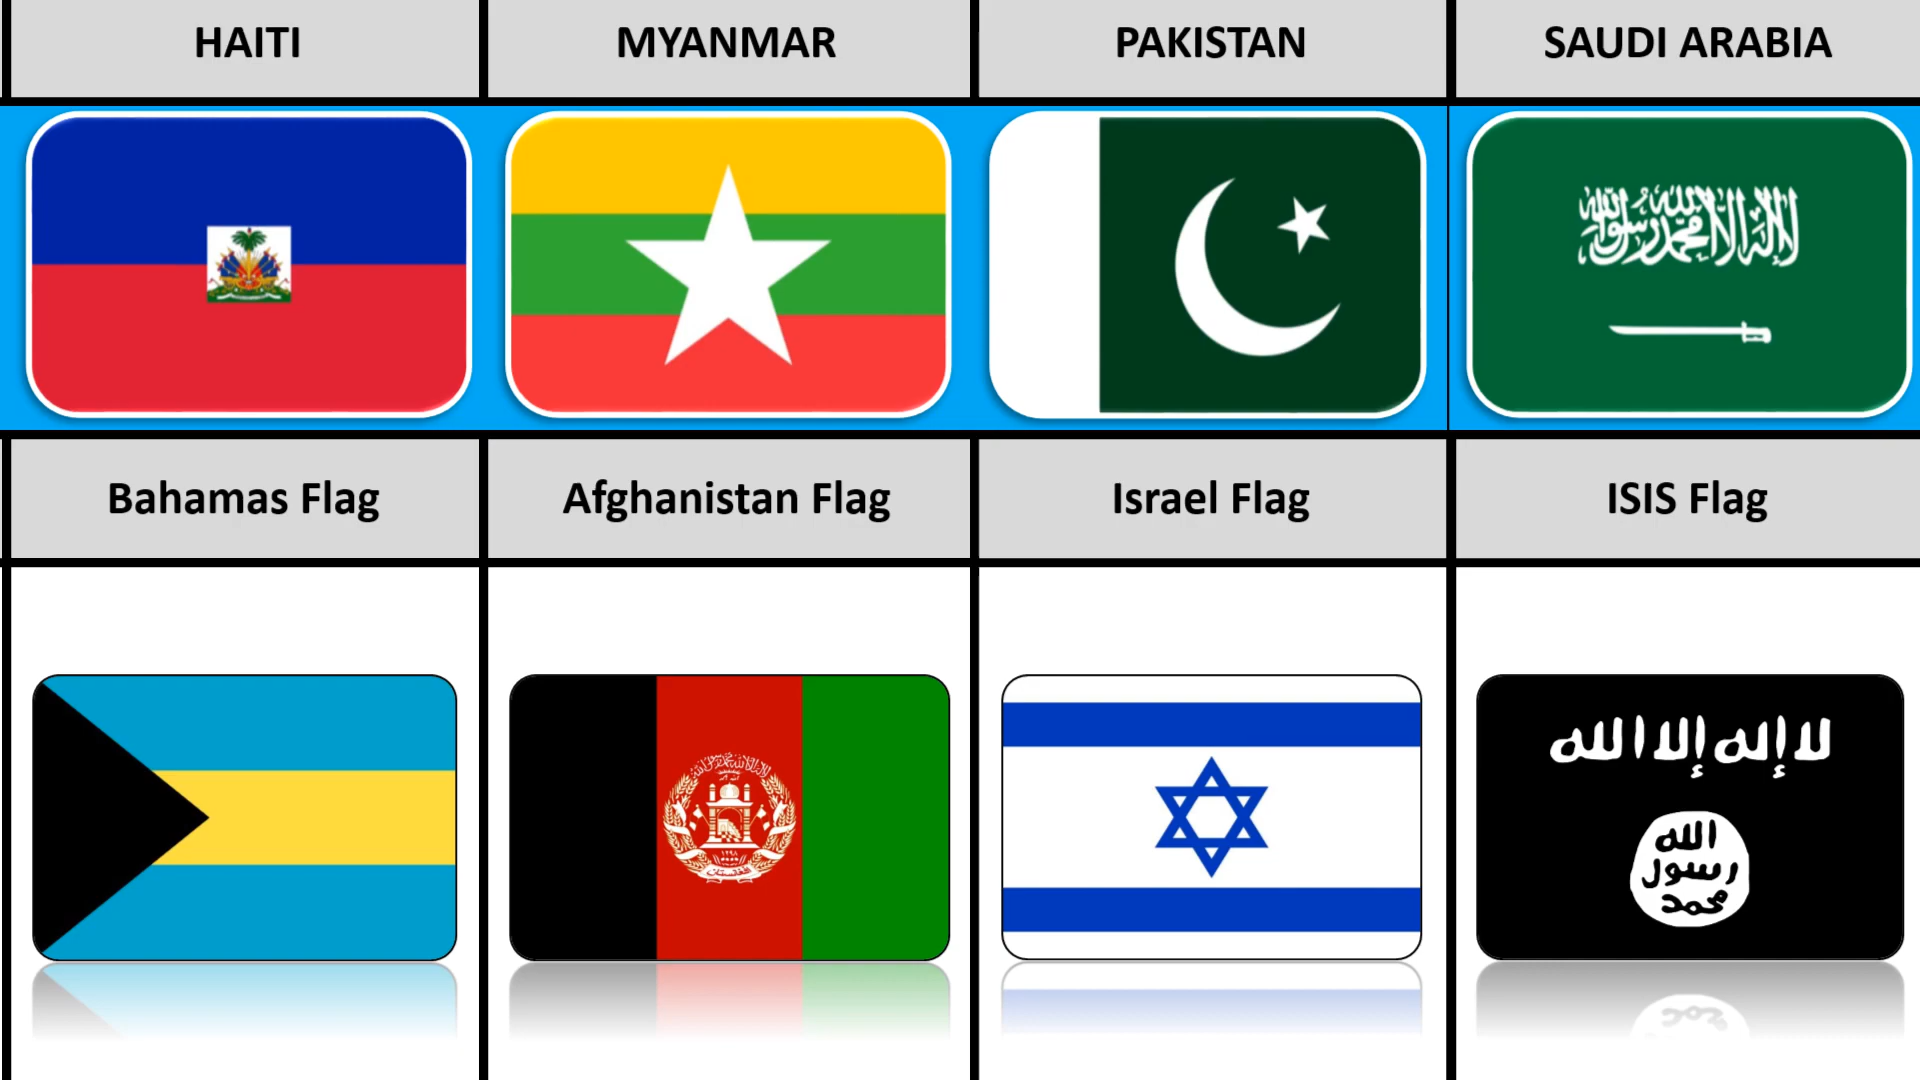 HAITI
MYANMAR
PAKISTAN
SAUDI ARABIA
لا إله إلا الله محمد رسول الله
Bahamas Flag
Afghanistan Flag
Israel Flag
ISIS Flag
لا إله إلا الله
الله
رسول
محمد